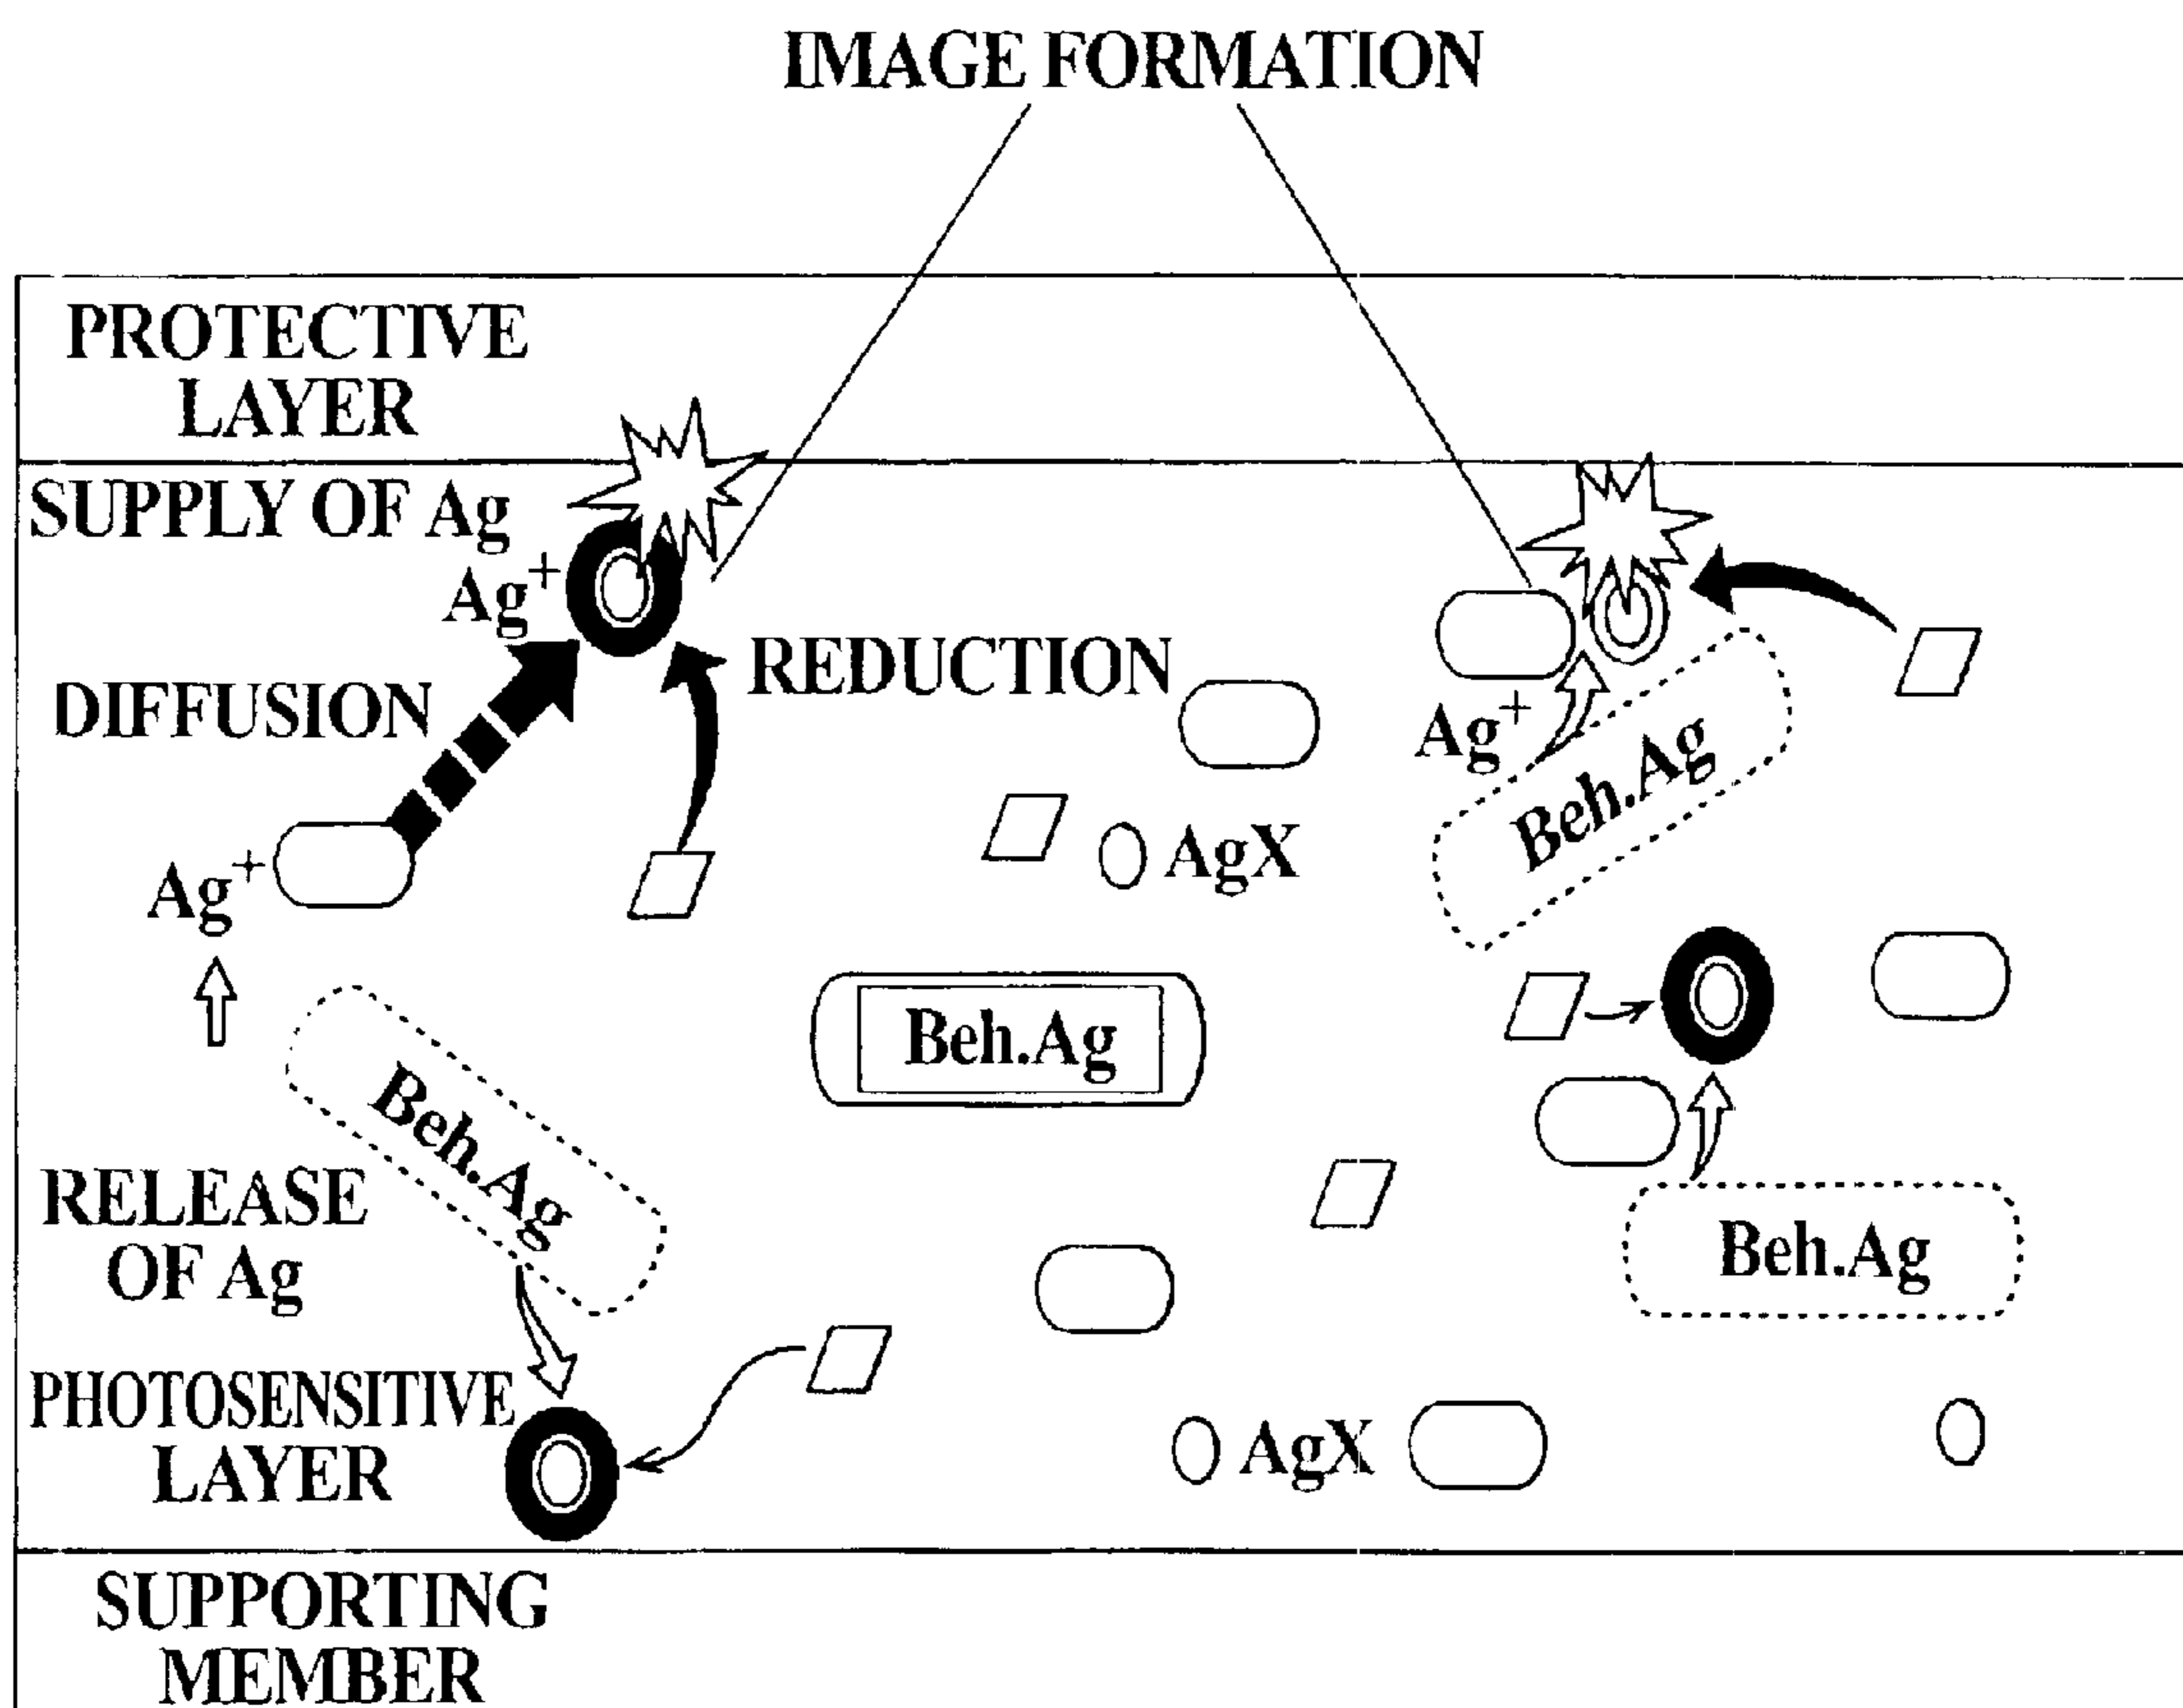 IMAGE FORMATION
PROTECTIVE
LAYER
SUPPLY OF Ag
Ag+
DIFFUSION
REDUCTION
Ag+
Beh.Ag
Ag+
AgX
Beh.Ag
Beh.Ag
RELEASE
OF Ag
Beh.Ag
PHOTOSENSITIVE
LAYER
AgX
SUPPORTING
MEMBER